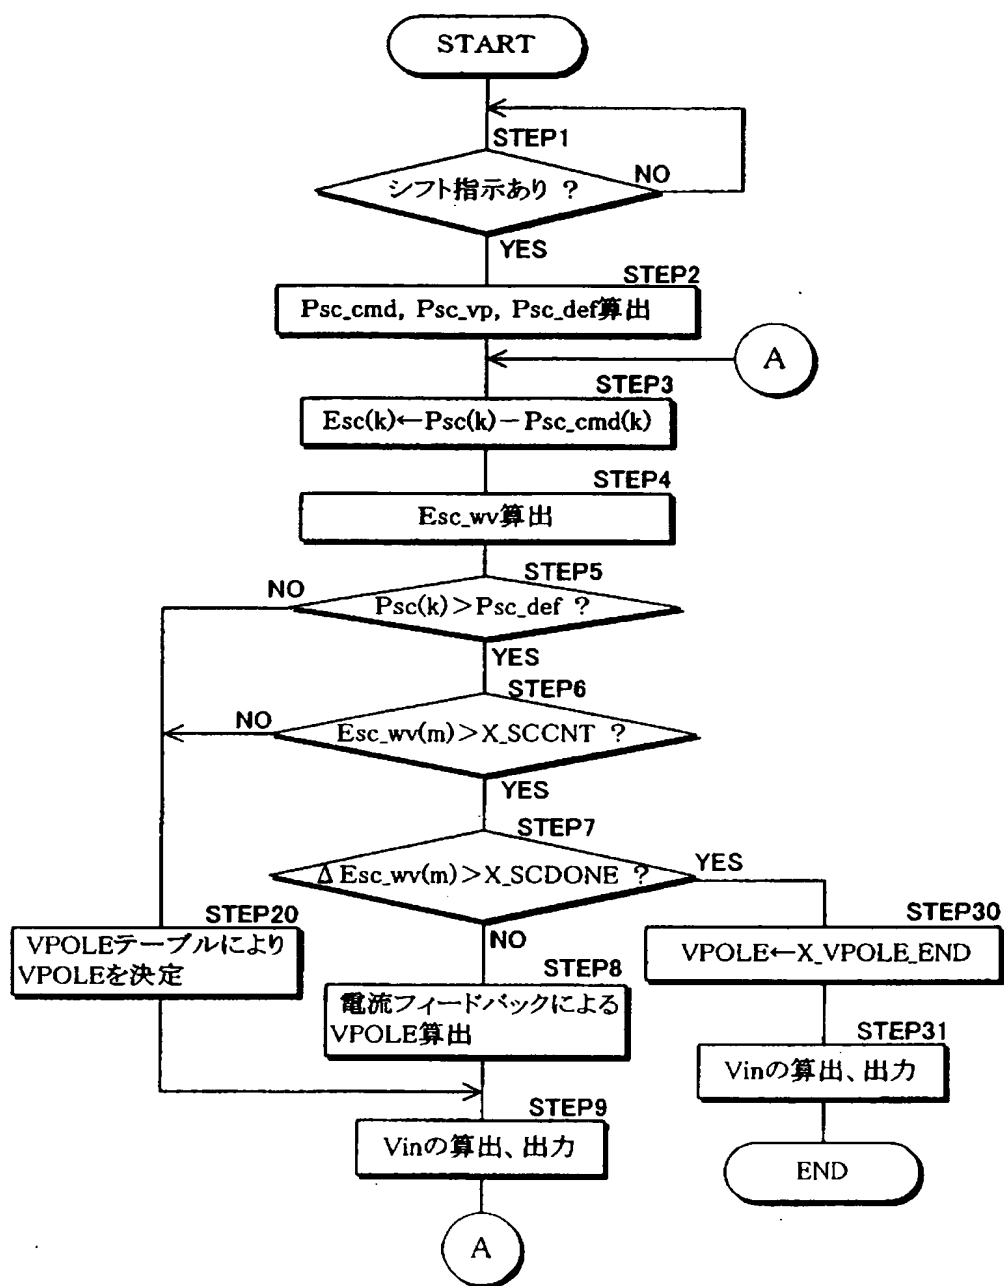 START
STEP1
シフト指示あり ?
NO
YES
STEP2
Psc_cmd, Psc_vp, Psc_def算出
A
STEP3
Esc(k)←Psc(k)−Psc_cmd(k)
STEP4
Esc_wv算出
STEP5
NO
Psc(k)>Psc_def ?
YES
STEP6
NO
Esc_wv(m)>X_SCCNT ?
YES
STEP7
Δ Esc_wv(m)>X_SCDONE ?
YES
NO
STEP20
VPOLEテーブルにより
VPOLEを決定
STEP8
電流フィードバックによる
VPOLE算出
STEP30
VPOLE←X_VPOLE_END
STEP31
Vinの算出、出力
STEP9
Vinの算出、出力
END
A